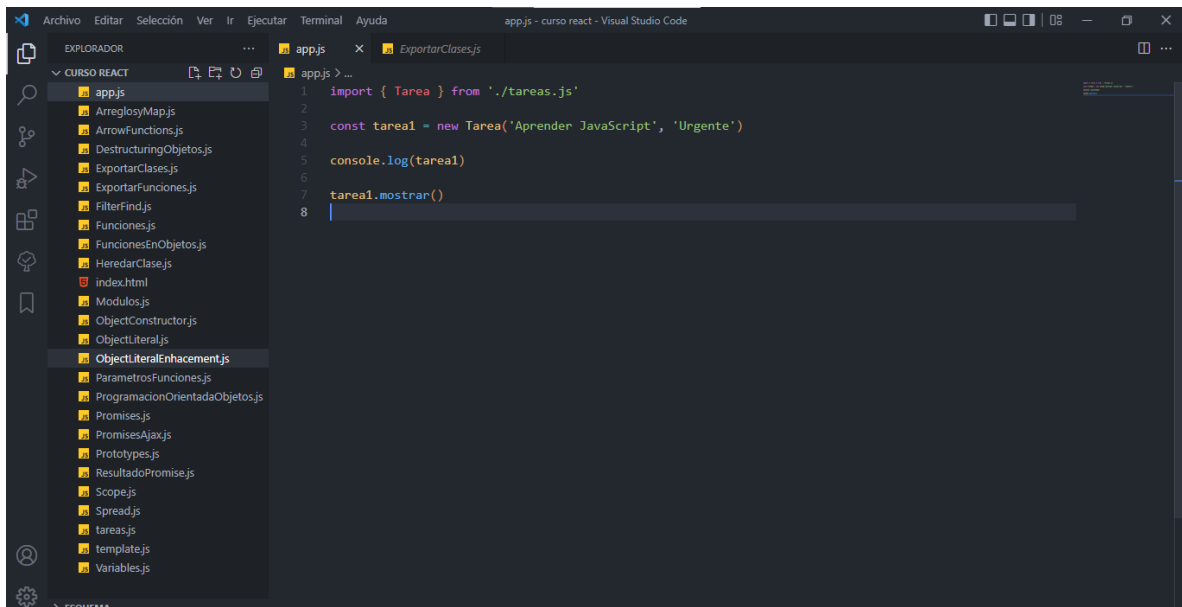 Archivo Editar Selección Ver Ir Ejecutar Terminal Ayuda
app.js - curso react - Visual Studio Code
EXPLORADOR
CURSO REACT
app.js
ArreglosyMap.js
ArrowFunctions.js
DestructuringObjetos.js
ExportarClases.js
ExportarFunciones.js
FilterFind.js
Funciones.js
FuncionesEnObjetos.js
HeredarClase.js
index.html
Modulos.js
ObjectConstructor.js
ObjectLiteral.js
ObjectLiteralEnhacement.js
ParametrosFunciones.js
ProgramacionOrientadaObjetos.js
Promises.js
PromisesAjax.js
Prototypes.js
ResultadoPromise.js
Scope.js
Spread.js
tareas.js
template.js
Variables.js
ESQUEMA
JS app.js JS ExportarClases.js
JS app.js > ...
1 import { Tarea } from './tareas.js'
2
3 const tarea1 = new Tarea('Aprender JavaScript', 'Urgente')
4
5 console.log(tarea1)
6
7 tarea1.mostrar()
8